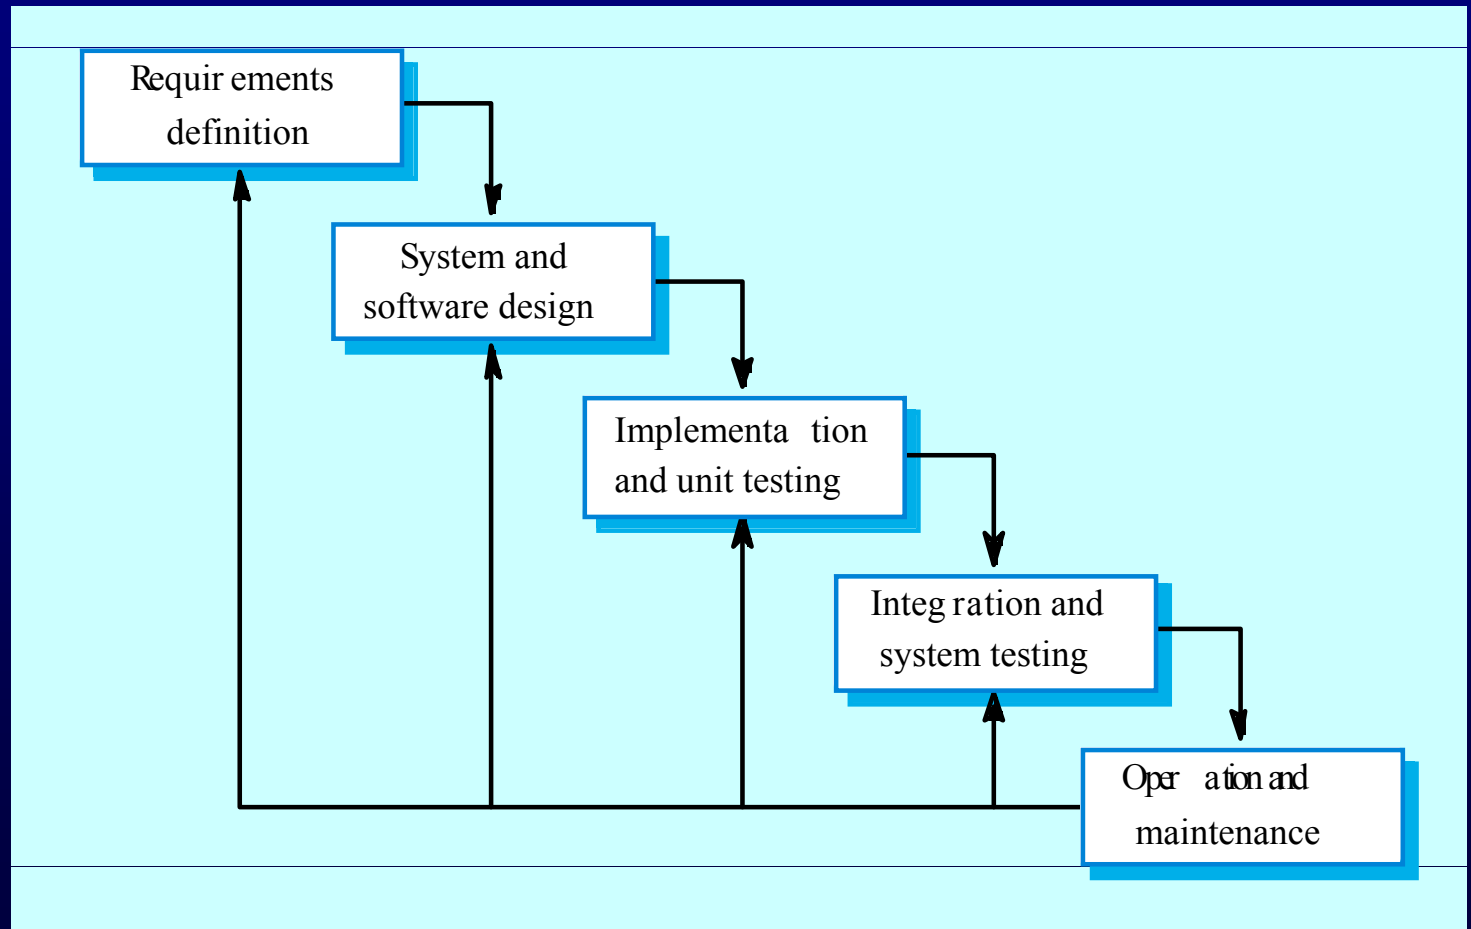 Requir ements
definition
System and
software design
Implementa tion
and unit testing
Integ ration and
system testing
Oper ation and
maintenance